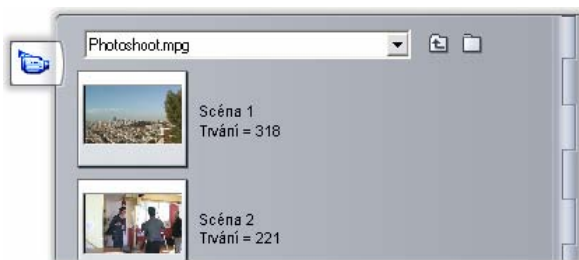 Photoshoot.mpg
Scéna 1
Trvání = 318
Scéna 2
Trvání = 221